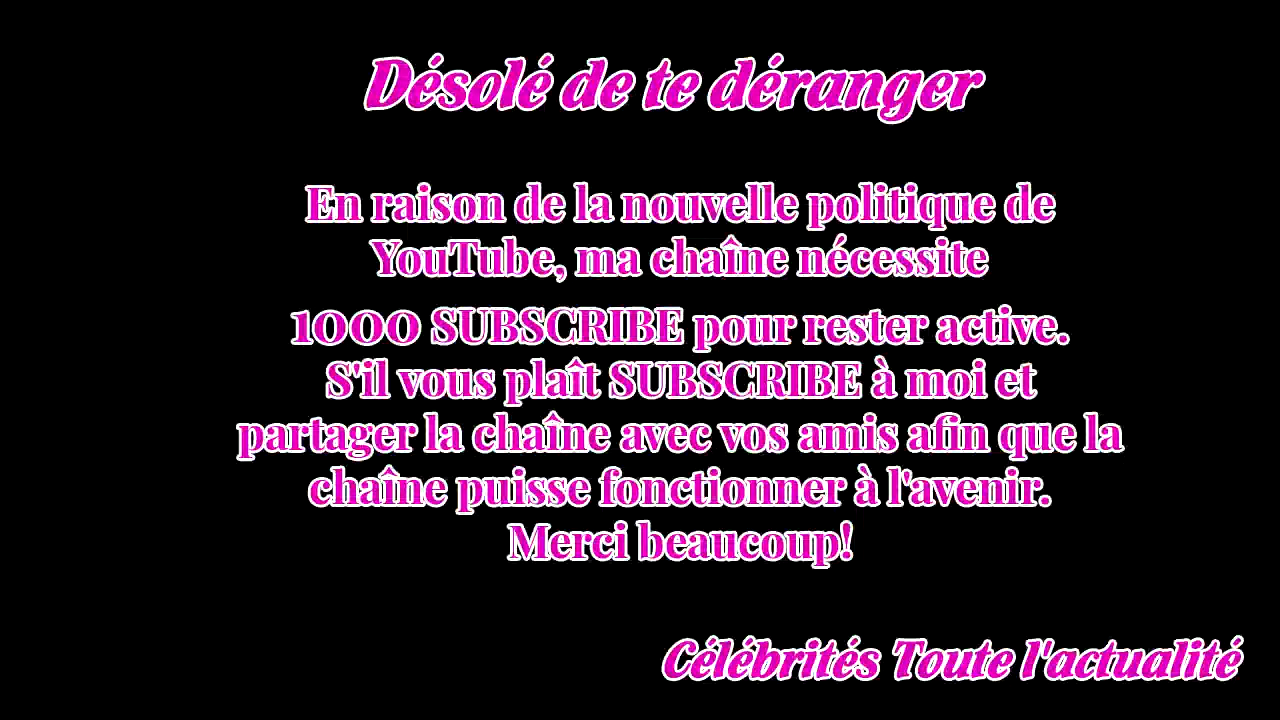 Désolé de te déranger
En raison de la nouvelle politique de
YouTube, ma chaîne nécessite
1000 SUBSCRIBE pour rester active.
S'il vous plaît SUBSCRIBE à moi et
partager la chaîne avec vos amis afin que la
chaîne puisse fonctionner à l'avenir.
Merci beaucoup!
Célébrités Toute l'actualité